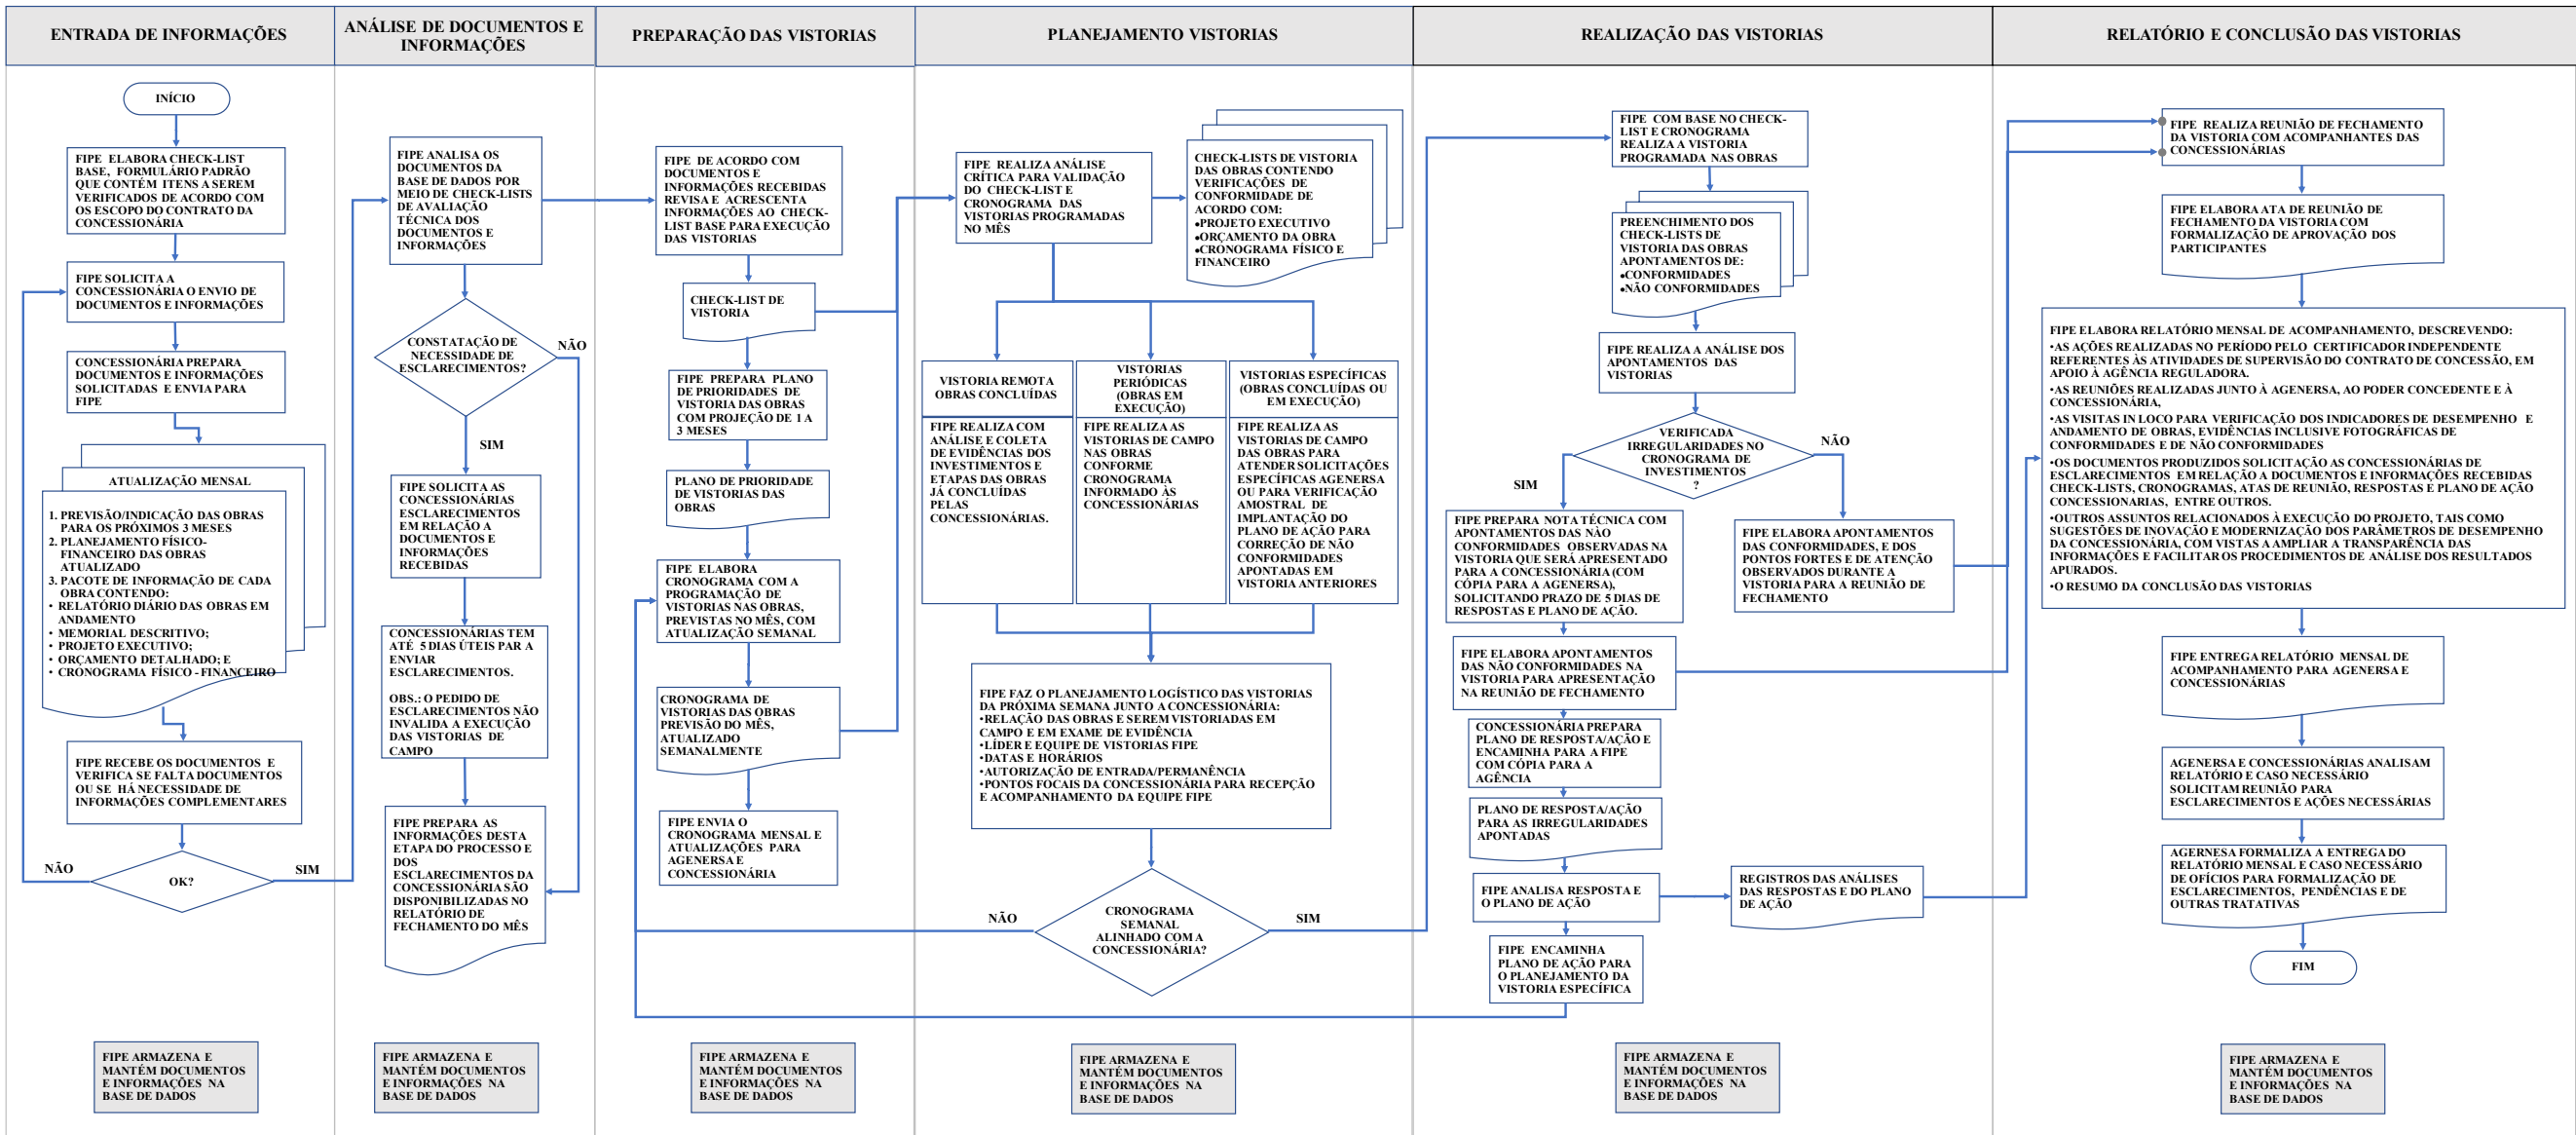 ENTRADA DE INFORMAÇÕES
ANÁLISE DE DOCUMENTOS E
INFORMAÇÕES
PREPARAÇÃO DAS VISTORIAS
PLANEJAMENTO VISTORIAS
REALIZAÇÃO DAS VISTORIAS
RELATÓRIO E CONCLUSÃO DAS VISTORIAS
INÍCIO
FIPE ELABORA CHECK-LIST
BASE, FORMULÁRIO PADRÃO
QUE CONTÉM ITENS A SEREM
VERIFICADOS DE ACORDO COM
OS ESCOPO DO CONTRATO DA
CONCESSIONÁRIA
FIPE SOLICITA A
CONCESSIONÁRIA O ENVIO DE
DOCUMENTOS E INFORMAÇÕES
CONCESSIONÁRIA PREPARA
DOCUMENTOS E INFORMAÇÕES
SOLICITADAS E ENVIA PARA
FIPE
ATUALIZAÇÃO MENSAL
1. PREVISÃO/INDICAÇÃO DAS OBRAS
PARA OS PRÓXIMOS 3 MESES
2. PLANEJAMENTO FÍSICO-
FINANCEIRO DAS OBRAS
ATUALIZADO
3. PACOTE DE INFORMAÇÃO DE CADA
OBRA CONTENDO:
• RELATÓRIO DIÁRIO DAS OBRAS EM
ANDAMENTO
• MEMORIAL DESCRITIVO;
• PROJETO EXECUTIVO;
• ORÇAMENTO DETALHADO; E
• CRONOGRAMA FÍSICO - FINANCEIRO
FIPE RECEBE OS DOCUMENTOS E
VERIFICA SE FALTA DOCUMENTOS
OU SE HÁ NECESSIDADE DE
INFORMAÇÕES COMPLEMENTARES
NÃO
OK?
SIM
FIPE ARMAZENA E
MANTÉM DOCUMENTOS
E INFORMAÇÕES NA
BASE DE DADOS
FIPE ANALISA OS
DOCUMENTOS DA
BASE DE DADOS POR
MEIO DE CHECK-LISTS
DE AVALIAÇÃO
TÉCNICA DOS
DOCUMENTOS E
INFORMAÇÕES
CONSTATAÇÃO DE
NECESSIDADE DE
ESCLARECIMENTOS?
NÃO
SIM
FIPE SOLICITA AS
CONCESSIONÁRIAS
ESCLARECIMENTOS
EM RELAÇÃO A
DOCUMENTOS E
INFORMAÇÕES
RECEBIDAS
CONCESSIONÁRIAS TEM
ATÉ 5 DIAS ÚTEIS PAR A
ENVIAR
ESCLARECIMENTOS.
OBS.: O PEDIDO DE
ESCLARECIMENTOS NÃO
INVALIDA A EXECUÇÃO
DAS VISTORIAS DE
CAMPO
FIPE PREPARA AS
INFORMAÇÕES DESTA
ETAPA DO PROCESSO E
DOS
ESCLARECIMENTOS DA
CONCESSIONÁRIA SÃO
DISPONIBILIZADAS NO
RELATÓRIO DE
FECHAMENTO DO MÊS
FIPE ARMAZENA E
MANTÉM DOCUMENTOS
E INFORMAÇÕES NA
BASE DE DADOS
FIPE DE ACORDO COM
DOCUMENTOS E
INFORMAÇÕES RECEBIDAS
REVISA E ACRESCENTA
INFORMAÇÕES AO CHECK-
LIST BASE PARA EXECUÇÃO
DAS VISTORIAS
CHECK-LIST DE
VISTORIA
FIPE PREPARA PLANO
DE PRIORIDADES DE
VISTORIA DAS OBRAS
COM PROJEÇÃO DE 1 A
3 MESES
PLANO DE PRIORIDADE
DE VISTORIAS DAS
OBRAS
FIPE ELABORA
CRONOGRAMA COM A
PROGRAMAÇÃO DE
VISTORIAS NAS OBRAS,
PREVISTAS NO MÊS, COM
ATUALIZAÇÃO SEMANAL
CRONOGRAMA DE
VISTORIAS DAS OBRAS
PREVISÃO DO MÊS,
ATUALIZADO
SEMANALMENTE
FIPE ENVIA O
CRONOGRAMA MENSAL E
ATUALIZAÇÕES PARA
AGENERSA E
CONCESSIONÁRIA
FIPE ARMAZENA E
MANTÉM DOCUMENTOS
E INFORMAÇÕES NA
BASE DE DADOS
FIPE REALIZA ANÁLISE
CRÍTICA PARA VALIDAÇÃO
DO CHECK-LIST E
CRONOGRAMA DAS
VISTORIAS PROGRAMADAS
NO MÊS
CHECK-LISTS DE VISTORIA
DAS OBRAS CONTENDO
VERIFICAÇÕES DE
CONFORMIDADE DE
ACORDO COM:
•PROJETO EXECUTIVO
•ORÇAMENTO DA OBRA
•CRONOGRAMA FÍSICO E
FINANCEIRO
VISTORIA REMOTA
OBRAS CONCLUÍDAS
FIPE REALIZA COM
ANÁLISE E COLETA
DE EVIDÊNCIAS DOS
INVESTIMENTOS E
ETAPAS DAS OBRAS
JÁ CONCLUÍDAS
PELAS
CONCESSIONÁRIAS.
VISTORIAS
PERIÓDICAS
(OBRAS EM
EXECUÇÃO)
FIPE REALIZA AS
VISTORIAS DE CAMPO
NAS OBRAS
CONFORME
CRONOGRAMA
INFORMADO ÀS
CONCESSIONÁRIAS
VISTORIAS ESPECÍFICAS
(OBRAS CONCLUÍDAS OU
EM EXECUÇÃO)
FIPE REALIZA AS
VISTORIAS DE CAMPO
DAS OBRAS PARA
ATENDER SOLICITAÇÕES
ESPECÍFICAS AGENERSA
OU PARA VERIFICAÇÃO
AMOSTRAL DE
IMPLANTAÇÃO DO
PLANO DE AÇÃO PARA
CORREÇÃO DE NÃO
CONFORMIDADES
APONTADAS EM
VISTORIA ANTERIORES
FIPE FAZ O PLANEJAMENTO LOGÍSTICO DAS VISTORIAS
DA PRÓXIMA SEMANA JUNTO A CONCESSIONÁRIA:
•RELAÇÃO DAS OBRAS E SEREM VISTORIADAS EM
CAMPO E EM EXAME DE EVIDÊNCIA
•LÍDER E EQUIPE DE VISTORIAS FIPE
•DATAS E HORÁRIOS
•AUTORIZAÇÃO DE ENTRADA/PERMANÊNCIA
•PONTOS FOCAIS DA CONCESSIONÁRIA PARA RECEPÇÃO
E ACOMPANHAMENTO DA EQUIPE FIPE
NÃO
CRONOGRAMA
SEMANAL
ALINHADO COM A
CONCESSIONÁRIA?
SIM
FIPE ARMAZENA E
MANTÉM DOCUMENTOS
E INFORMAÇÕES NA
BASE DE DADOS
FIPE COM BASE NO CHECK-
LIST E CRONOGRAMA
REALIZA A VISTORIA
PROGRAMADA NAS OBRAS
PREENCHIMENTO DOS
CHECK-LISTS DE
VISTORIA DAS OBRAS
APONTAMENTOS DE:
•CONFORMIDADES
•NÃO CONFORMIDADES
FIPE REALIZA A ANÁLISE DOS
APONTAMENTOS DAS
VISTORIAS
VERIFICADA
IRREGULARIDADES NO
CRONOGRAMA DE
INVESTIMENTOS
?
NÃO
SIM
FIPE PREPARA NOTA TÉCNICA COM
APONTAMENTOS DAS NÃO
CONFORMIDADES OBSERVADAS NA
VISTORIA QUE SERÁ APRESENTADO
PARA A CONCESSIONÁRIA (COM
CÓPIA PARA A AGENERSA),
SOLICITANDO PRAZO DE 5 DIAS DE
RESPOSTAS E PLANO DE AÇÃO.
FIPE ELABORA APONTAMENTOS
DAS CONFORMIDADES, E DOS
PONTOS FORTES E DE ATENÇÃO
OBSERVADOS DURANTE A
VISTORIA PARA A REUNIÃO DE
FECHAMENTO
FIPE ELABORA APONTAMENTOS
DAS NÃO CONFORMIDADES NA
VISTORIA PARA APRESENTAÇÃO
NA REUNIÃO DE FECHAMENTO
CONCESSIONÁRIA PREPARA
PLANO DE RESPOSTA/AÇÃO E
ENCAMINHA PARA A FIPE
COM CÓPIA PARA A
AGÊNCIA
PLANO DE RESPOSTA/AÇÃO
PARA AS IRREGULARIDADES
APONTADAS
FIPE ANALISA RESPOSTA E
O PLANO DE AÇÃO
REGISTROS DAS ANÁLISES
DAS RESPOSTAS E DO PLANO
DE AÇÃO
FIPE ENCAMINHA
PLANO DE AÇÃO PARA
O PLANEJAMENTO DA
VISTORIA ESPECÍFICA
FIPE ARMAZENA E
MANTÉM DOCUMENTOS
E INFORMAÇÕES NA
BASE DE DADOS
FIPE REALIZA REUNIÃO DE FECHAMENTO
DA VISTORIA COM ACOMPANHANTES DAS
CONCESSIONÁRIAS
FIPE ELABORA ATA DE REUNIÃO DE
FECHAMENTO DA VISTORIA COM
FORMALIZAÇÃO DE APROVAÇÃO DOS
PARTICIPANTES
FIPE ELABORA RELATÓRIO MENSAL DE ACOMPANHAMENTO, DESCREVENDO:
•AS AÇÕES REALIZADAS NO PERÍODO PELO CERTIFICADOR INDEPENDENTE
REFERENTES ÀS ATIVIDADES DE SUPERVISÃO DO CONTRATO DE CONCESSÃO, EM
APOIO À AGÊNCIA REGULADORA.
•AS REUNIÕES REALIZADAS JUNTO À AGENERSA, AO PODER CONCEDENTE E À
CONCESSIONÁRIA,
•AS VISITAS IN LOCO PARA VERIFICAÇÃO DOS INDICADORES DE DESEMPENHO E
ANDAMENTO DE OBRAS, EVIDÊNCIAS INCLUSIVE FOTOGRÁFICAS DE
CONFORMIDADES E DE NÃO CONFORMIDADES
•OS DOCUMENTOS PRODUZIDOS SOLICITAÇÃO AS CONCESSIONÁRIAS DE
ESCLARECIMENTOS EM RELAÇÃO A DOCUMENTOS E INFORMAÇÕES RECEBIDAS
CHECK-LISTS, CRONOGRAMAS, ATAS DE REUNIÃO, RESPOSTAS E PLANO DE AÇÃO
CONCESSIONARIAS, ENTRE OUTROS.
•OUTROS ASSUNTOS RELACIONADOS À EXECUÇÃO DO PROJETO, TAIS COMO
SUGESTÕES DE INOVAÇÃO E MODERNIZAÇÃO DOS PARÂMETROS DE DESEMPENHO
DA CONCESSIONÁRIA, COM VISTAS A AMPLIAR A TRANSPARÊNCIA DAS
INFORMAÇÕES E FACILITAR OS PROCEDIMENTOS DE ANÁLISE DOS RESULTADOS
APURADOS.
•O RESUMO DA CONCLUSÃO DAS VISTORIAS
FIPE ENTREGA RELATÓRIO MENSAL DE
ACOMPANHAMENTO PARA AGENERSA E
CONCESSIONÁRIAS
AGENERSA E CONCESSIONÁRIAS ANALISAM
RELATÓRIO E CASO NECESSÁRIO
SOLICITAM REUNIÃO PARA
ESCLARECIMENTOS E AÇÕES NECESSÁRIAS
AGERNESA FORMALIZA A ENTREGA DO
RELATÓRIO MENSAL E CASO NECESSÁRIO
DE OFÍCIOS PARA FORMALIZAÇÃO DE
ESCLARECIMENTOS, PENDÊNCIAS E DE
OUTRAS TRATATIVAS
FIM
FIPE ARMAZENA E
MANTÉM DOCUMENTOS
E INFORMAÇÕES NA
BASE DE DADOS